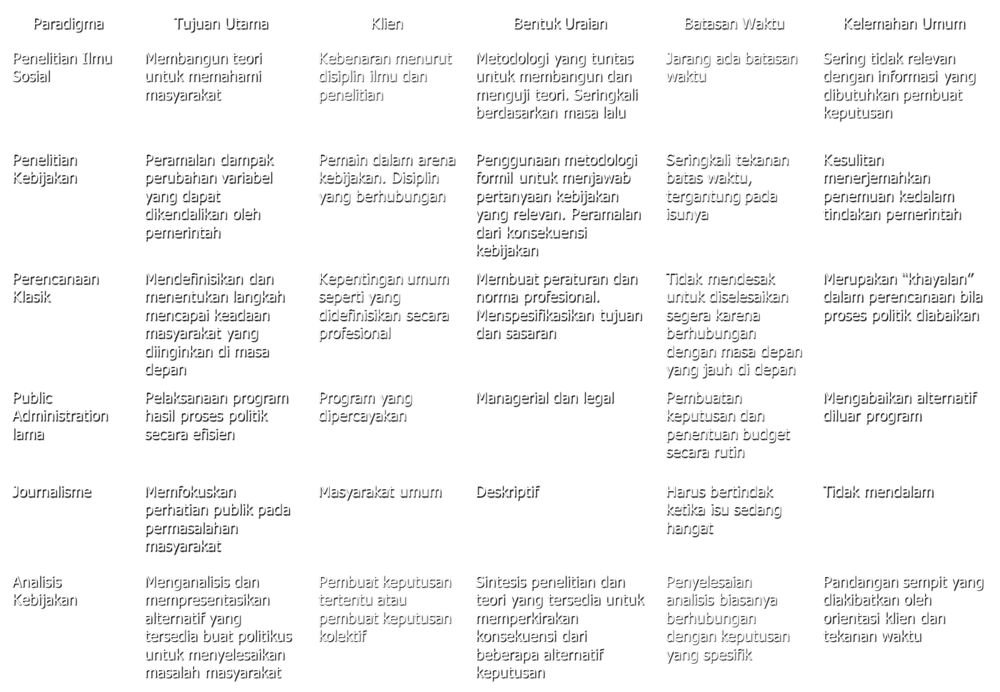 Paradigma
Tujuan Utama
Klien
Bentuk Uraian
Batasan Waktu
Kelemahan Umum
Penelitian Ilmu
Sosial
Membangun teori
untuk memahami
masyarakat
Kebenaran menurut
disiplin ilmu dan
penelitian
Metodologi yang tuntas
untuk membangun dan
menguji teori. Seringkali
berdasarkan masa lalu
Jarang ada batasan
waktu
Sering tidak relevan
dengan informasi yang
dibutuhkan pembuat
keputusan
Penelitian
Kebijakan
Peramalan dampak
perubahan variabel
yang dapat
dikendalikan oleh
pemerintah
Pemain dalam arena
kebijakan. Disiplin
yang berhubungan
Penggunaan metodologi
formil untuk menjawab
pertanyaan kebijakan
yang relevan. Peramalan
dari konsekuensi
kebijakan
Seringkali tekanan
batas waktu,
tergantung pada
isunya
Kesulitan
menerjemahkan
penemuan kedalam
tindakan pemerintah
Perencanaan
Klasik
Mendefinisikan dan
menentukan langkah
mencapai keadaan
masyarakat yang
diinginkan di masa
depan
Kepentingan umum
seperti yang
didefinisikan secara
profesional
Membuat peraturan dan
norma profesional.
Menspesifikasikan tujuan
dan sasaran
Tidak mendesak
untuk diselesaikan
segera karena
berhubungan
dengan masa depan
yang jauh di depan
Merupakan “khayalan”
dalam perencanaan bila
proses politik diabaikan
Public
Administration
lama
Pelaksanaan program
hasil proses politik
secara efisien
Program yang
dipercayakan
Managerial dan legal
Pembuatan
keputusan dan
penentuan budget
secara rutin
Mengabaikan alternatif
diluar program
Journalisme
Memfokuskan
perhatian publik pada
permasalahan
masyarakat
Masyarakat umum
Deskriptif
Harus bertindak
ketika isu sedang
hangat
Tidak mendalam
Analisis
Kebijakan
Menganalisis dan
mempresentasikan
alternatif yang
tersedia buat politikus
untuk menyelesaikan
masalah masyarakat
Pembuat keputusan
tertentu atau
pembuat keputusan
kolektif
Sintesis penelitian dan
teori yang tersedia untuk
memperkirakan
konsekuensi dari
beberapa alternatif
keputusan
Penyelesaian
analisis biasanya
berhubungan
dengan keputusan
yang spesifik
Pandangan sempit yang
diakibatkan oleh
orientasi klien dan
tekanan waktu